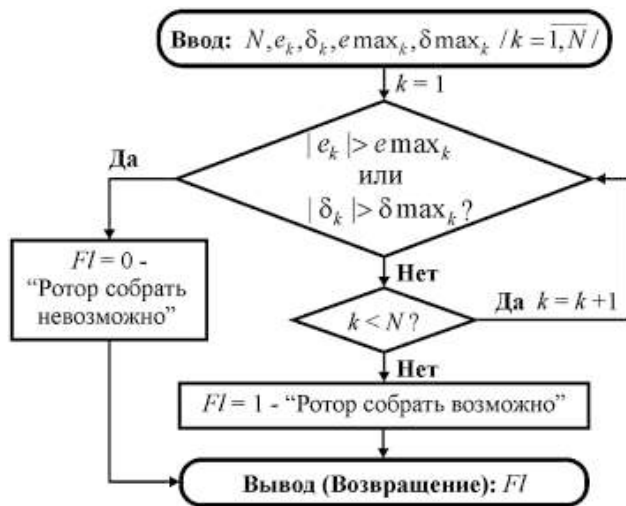 Ввод: N, e_k, δ_k, e max_k, δ max_k / k = 1,N /
k = 1
Да
| e_k | > e max_k
или
| δ_k | > δ max_k ?
Fl = 0 -
“Ротор собрать
невозможно”
Нет
k < N ?
Да k = k +1
Нет
Fl = 1 - “Ротор собрать возможно”
Вывод (Возвращение): Fl